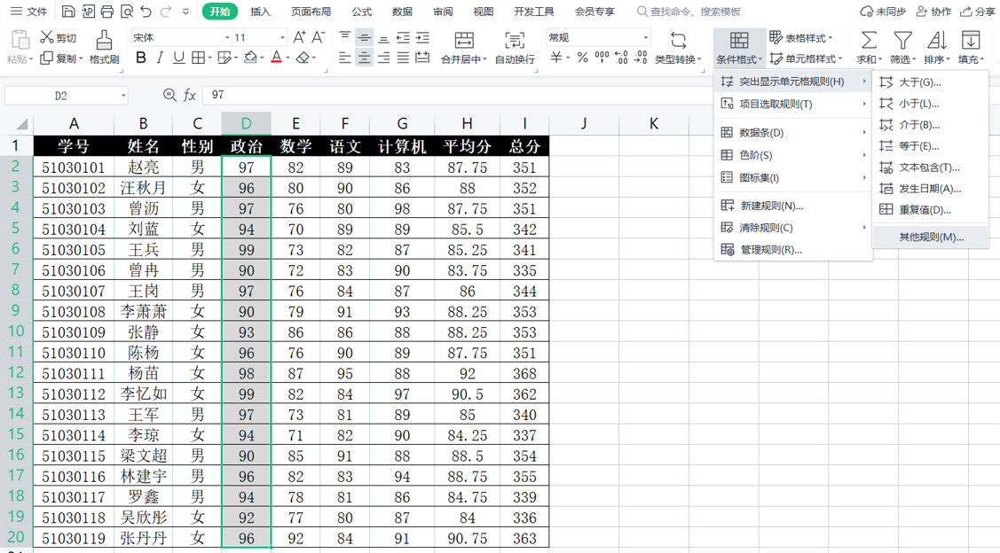 文件 开始 插入 页面布局 公式 数据 审阅 视图 开发工具 会员专享 查找命令、搜索模板 未同步 协作 分享
剪切 宋体 11 A+ A- 常规 表格样式
粘贴 复制 格式刷 B I U A 合并居中 自动换行 ¥ % 类型转换 条件格式 单元格样式 求和 筛选 排序 填充
D2 fx 97
突出显示单元格规则(H)
项目选取规则(T)
数据条(D)
色阶(S)
图标集(I)
新建规则(N)...
清除规则(C)
管理规则(R)...
大于(G)...
小于(L)...
介于(B)...
等于(E)...
文本包含(T)...
发生日期(A)...
重复值(D)...
其他规则(M)...
A B C D E F G H I J K
1 学号 姓名 性别 政治 数学 语文 计算机 平均分 总分
2 51030101 赵亮 男 97 82 89 83 87.75 351
3 51030102 汪秋月 女 96 80 90 86 88 352
4 51030103 曾沥 男 97 76 80 98 87.75 351
5 51030104 刘蓝 女 94 70 89 89 85.5 342
6 51030105 王兵 男 99 73 82 87 85.25 341
7 51030106 曾冉 男 90 72 83 90 83.75 335
8 51030107 王岗 男 97 76 84 87 86 344
9 51030108 李萧萧 女 90 79 91 93 88.25 353
10 51030109 张静 女 93 86 86 88 88.25 353
11 51030110 陈杨 女 96 76 90 89 87.75 351
12 51030111 杨苗 女 98 87 95 88 92 368
13 51030112 李忆如 女 99 82 84 97 90.5 362
14 51030113 王军 男 97 73 81 89 85 340
15 51030114 李琼 女 94 71 82 90 84.25 337
16 51030115 梁文超 男 90 85 91 88 88.5 354
17 51030116 林建宇 男 96 82 83 94 88.75 355
18 51030117 罗鑫 男 94 78 81 86 84.75 339
19 51030118 吴欣彤 女 92 77 80 87 84 336
20 51030119 张丹丹 女 96 92 84 91 90.75 363